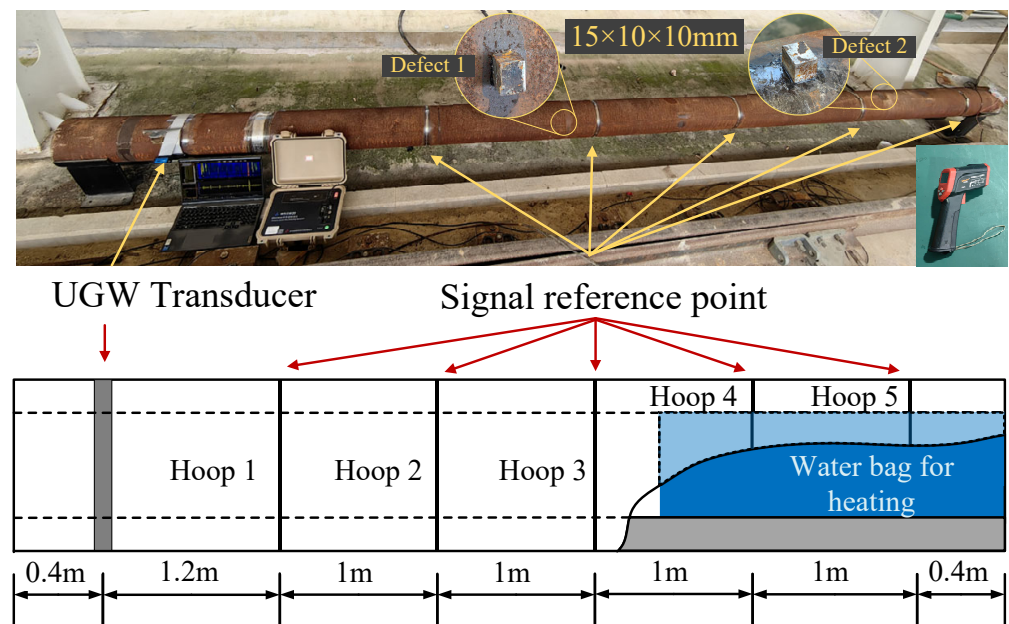 Defect 1
15×10×10mm
Defect 2
UGW Transducer
Signal reference point
Hoop 1
Hoop 2
Hoop 3
Hoop 4
Hoop 5
Water bag for
heating
0.4m
1.2m
1m
1m
1m
1m
0.4m